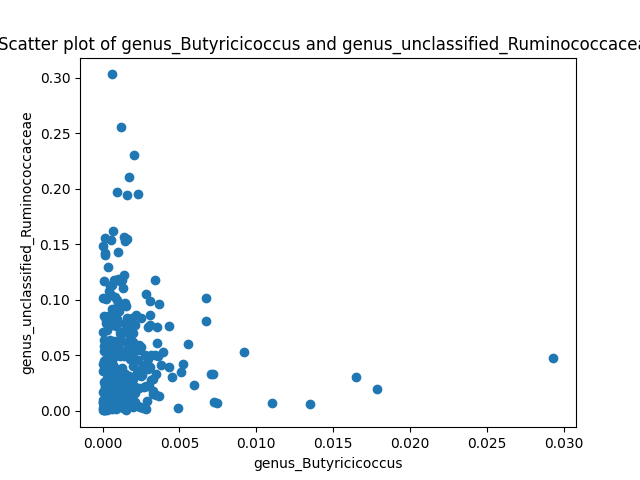 Scatter plot of genus_Butyricicoccus and genus_unclassified_Ruminococcacea
genus_unclassified_Ruminococcaceae
0.30
0.25
0.20
0.15
0.10
0.05
0.00
0.000 0.005 0.010 0.015 0.020 0.025 0.030
genus_Butyricicoccus